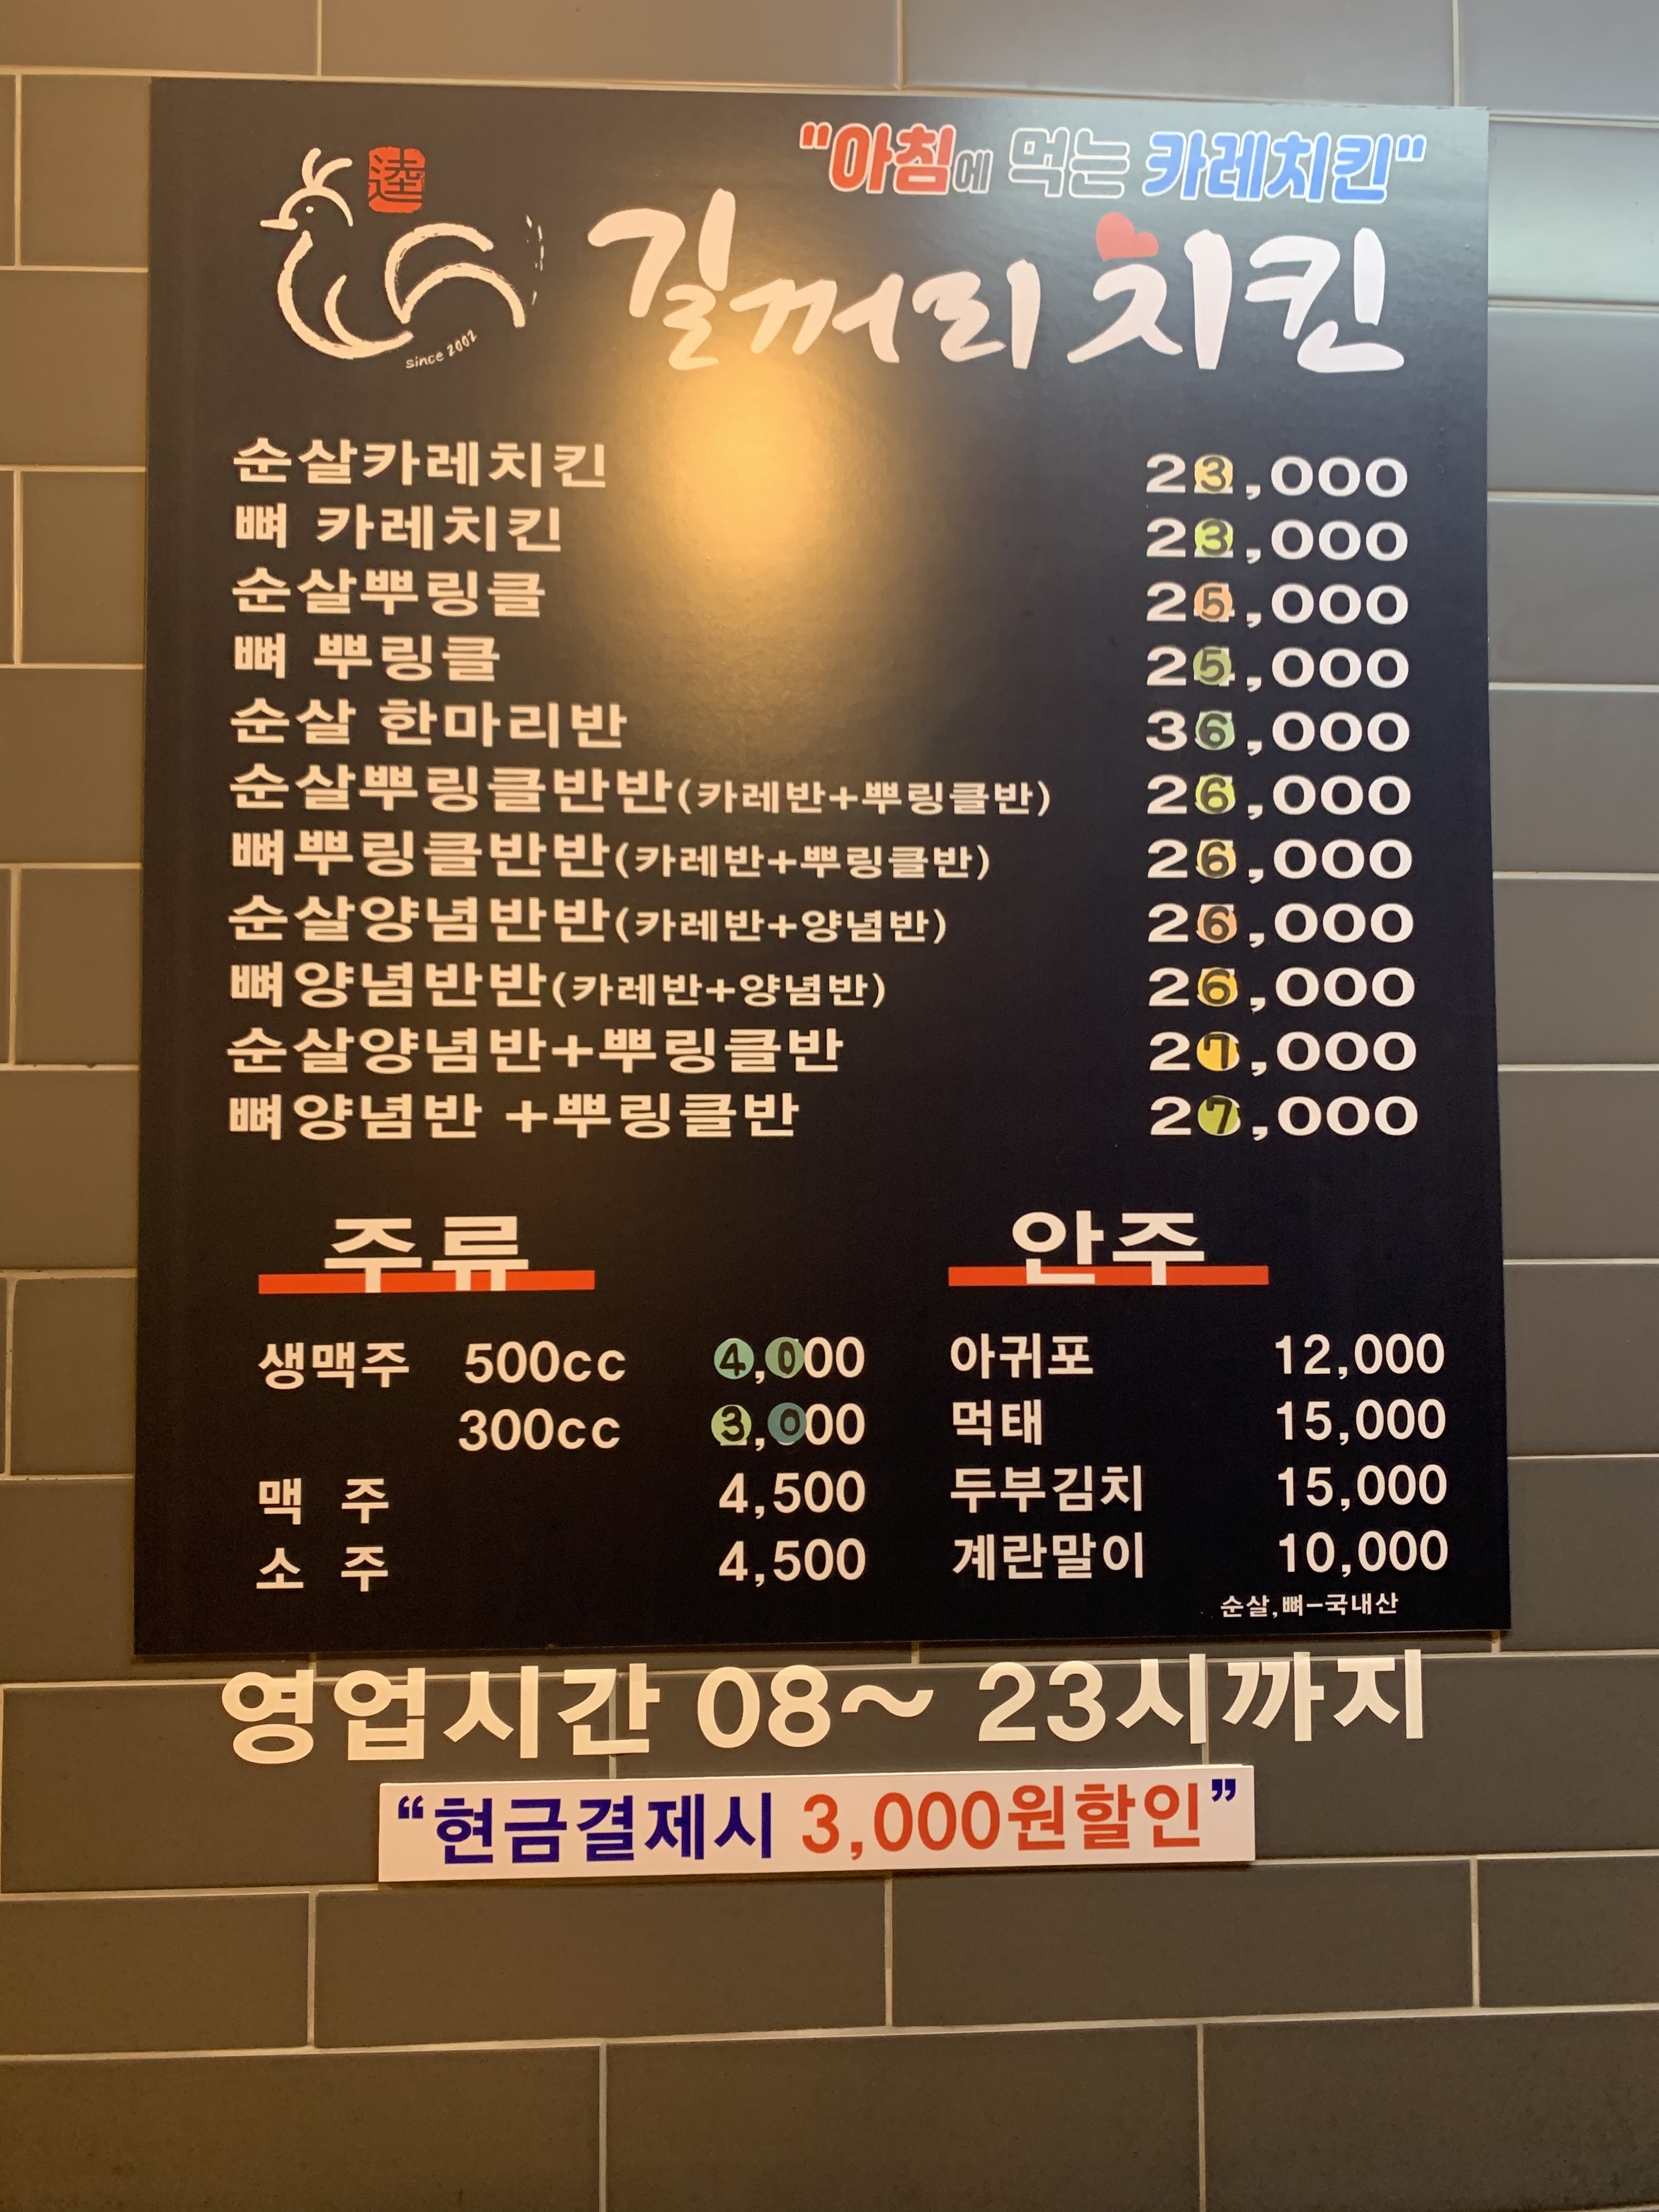 "아침에 먹는 카레치킨"
since 2002
길꺼리 치킨
순살카레치킨 23,000
뼈 카레치킨 23,000
순살뿌링클 25,000
뼈 뿌링클 25,000
순살 한마리반 36,000
순살뿌링클반반(카레반+뿌링클반) 26,000
뼈뿌링클반반(카레반+뿌링클반) 26,000
순살양념반반(카레반+양념반) 26,000
뼈양념반반(카레반+양념반) 26,000
순살양념반+뿌링클반 27,000
뼈양념반 +뿌링클반 27,000
주류
생맥주 500cc 4,000
300cc 3,000
맥 주 4,500
소 주 4,500
안주
아귀포 12,000
먹태 15,000
두부김치 15,000
계란말이 10,000
순살,뼈-국내산
영업시간 08~ 23시까지
“현금결제시 3,000원할인”